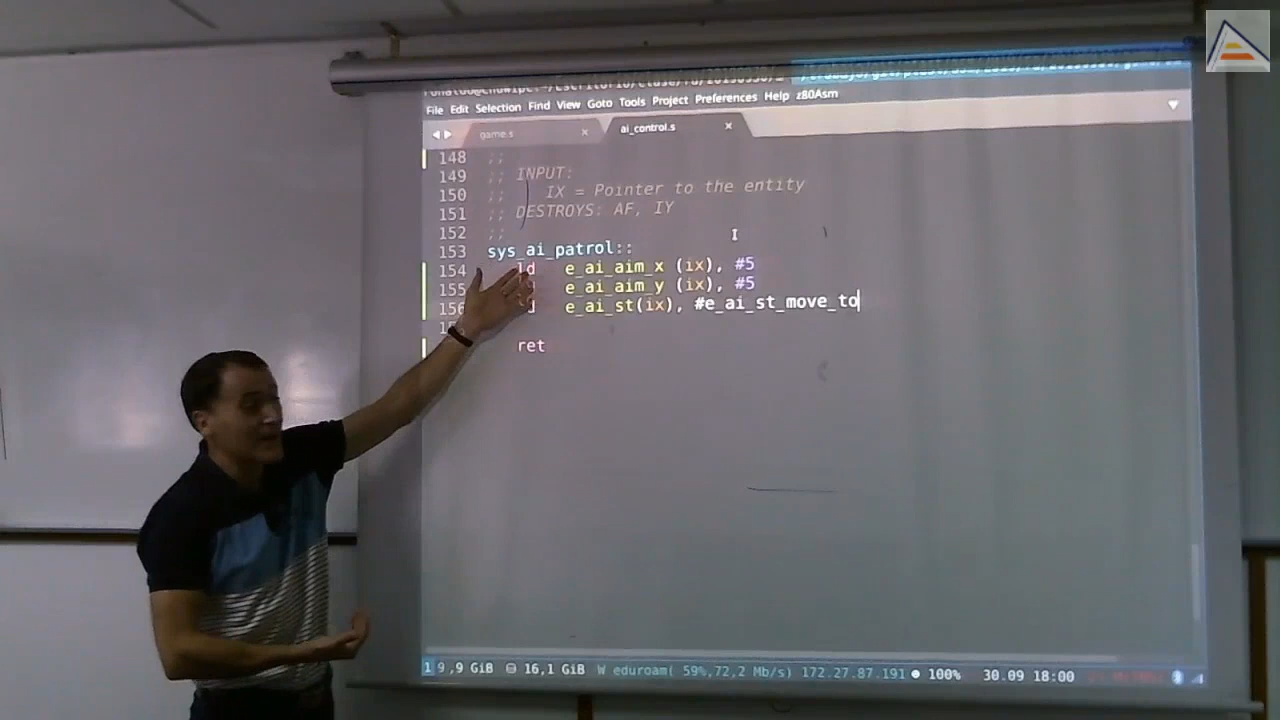 File Edit Selection Find View Goto Tools Project Preferences Help z80Asm
game.s ai_control.s
148 ;;
149 ;; INPUT:
150 ;; IX = Pointer to the entity
151 ;; DESTROYS: AF, IY
152 ;;
153 sys_ai_patrol::
154 ld e_ai_aim_x (ix), #5
155 e_ai_aim_y (ix), #5
156 e_ai_st(ix), #e_ai_st_move_to
ret
1 9,9 GiB 16,1 GiB W eduroam( 59%,72,2 Mb/s) 172.27.87.191 100% 30.09 18:00